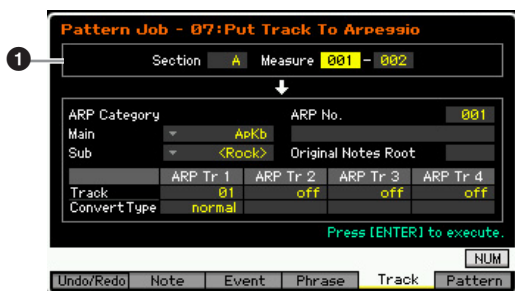 Pattern Job - 07:Put Track To Arpeggio
1
Section A Measure 001 - 002
ARP Category ARP No. 001
Main ApKb
Sub <Rock> Original Notes Root
ARP Tr 1 ARP Tr 2 ARP Tr 3 ARP Tr 4
Track 01 off off off
ConvertType normal
Press [ENTER] to execute.
NUM
Undo/Redo Note Event Phrase Track Pattern